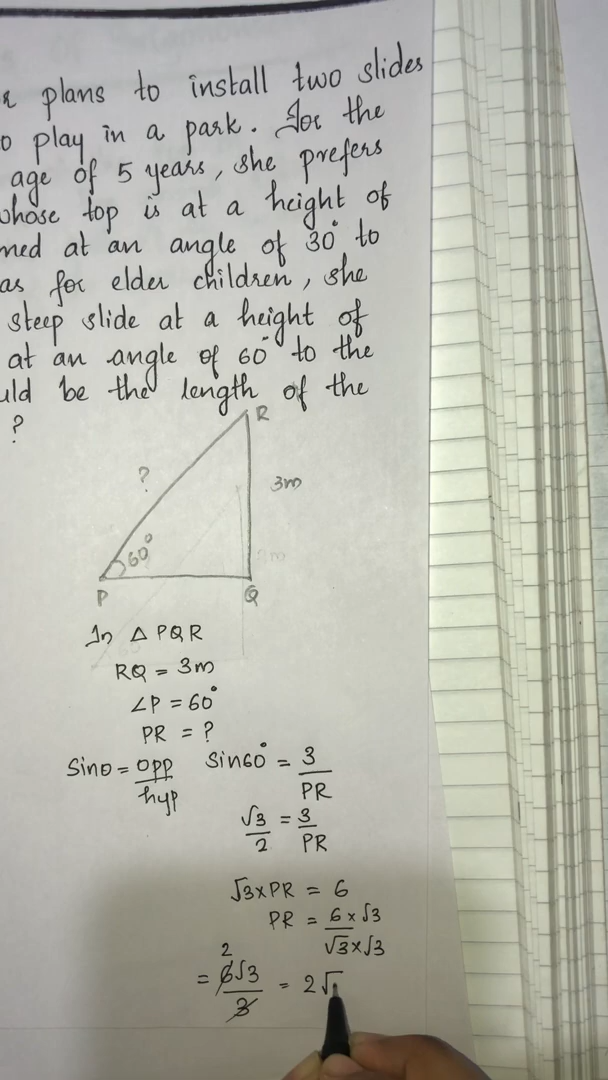 plans to install two slides
play in a park. For the
age of 5 years, she prefers
whose top is at a height of
ned at an angle of 30° to
as for elder children, she
steep slide at a height of
at an angle of 60° to the
uld be the length of the
?
R
?
3m
60°
P
Q
In Δ PQR
RQ = 3m
∠P = 60°
PR = ?
Sinθ = opp/hyp Sin60° = 3/PR
√3/2 = 3/PR
√3 x PR = 6
PR = 6 x √3/√3 x √3
2
= 6√3/3 = 2√